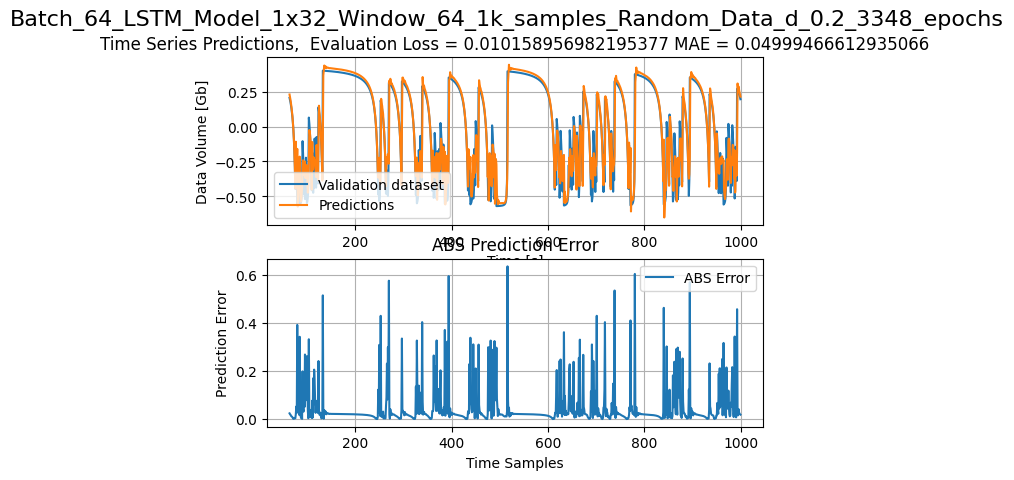 Batch_64_LSTM_Model_1x32_Window_64_1k_samples_Random_Data_d_0.2_3348_epochs
Time Series Predictions,  Evaluation Loss = 0.010158956982195377 MAE = 0.04999466612935066
Data Volume [Gb]
0.25
0.00
−0.25
−0.50
Validation dataset
Predictions
200
400
600
800
1000
Time [s]
ABS Prediction Error
Prediction Error
0.6
0.4
0.2
0.0
ABS Error
200
400
600
800
1000
Time Samples